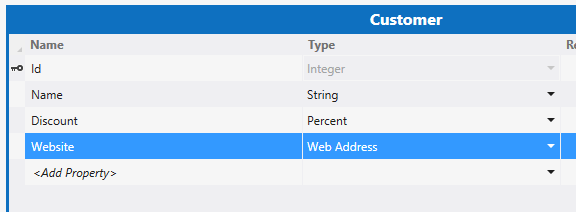 Customer
Name Type Re
Id Integer
Name String
Discount Percent
Website Web Address
<Add Property>